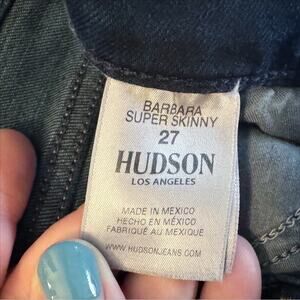 BARBARA
SUPER SKINNY
27
HUDSON
LOS ANGELES
MADE IN MEXICO
HECHO EN MÉXICO
FABRIQUÉ AU MEXIQUE
WWW.HUDSONJEANS.COM